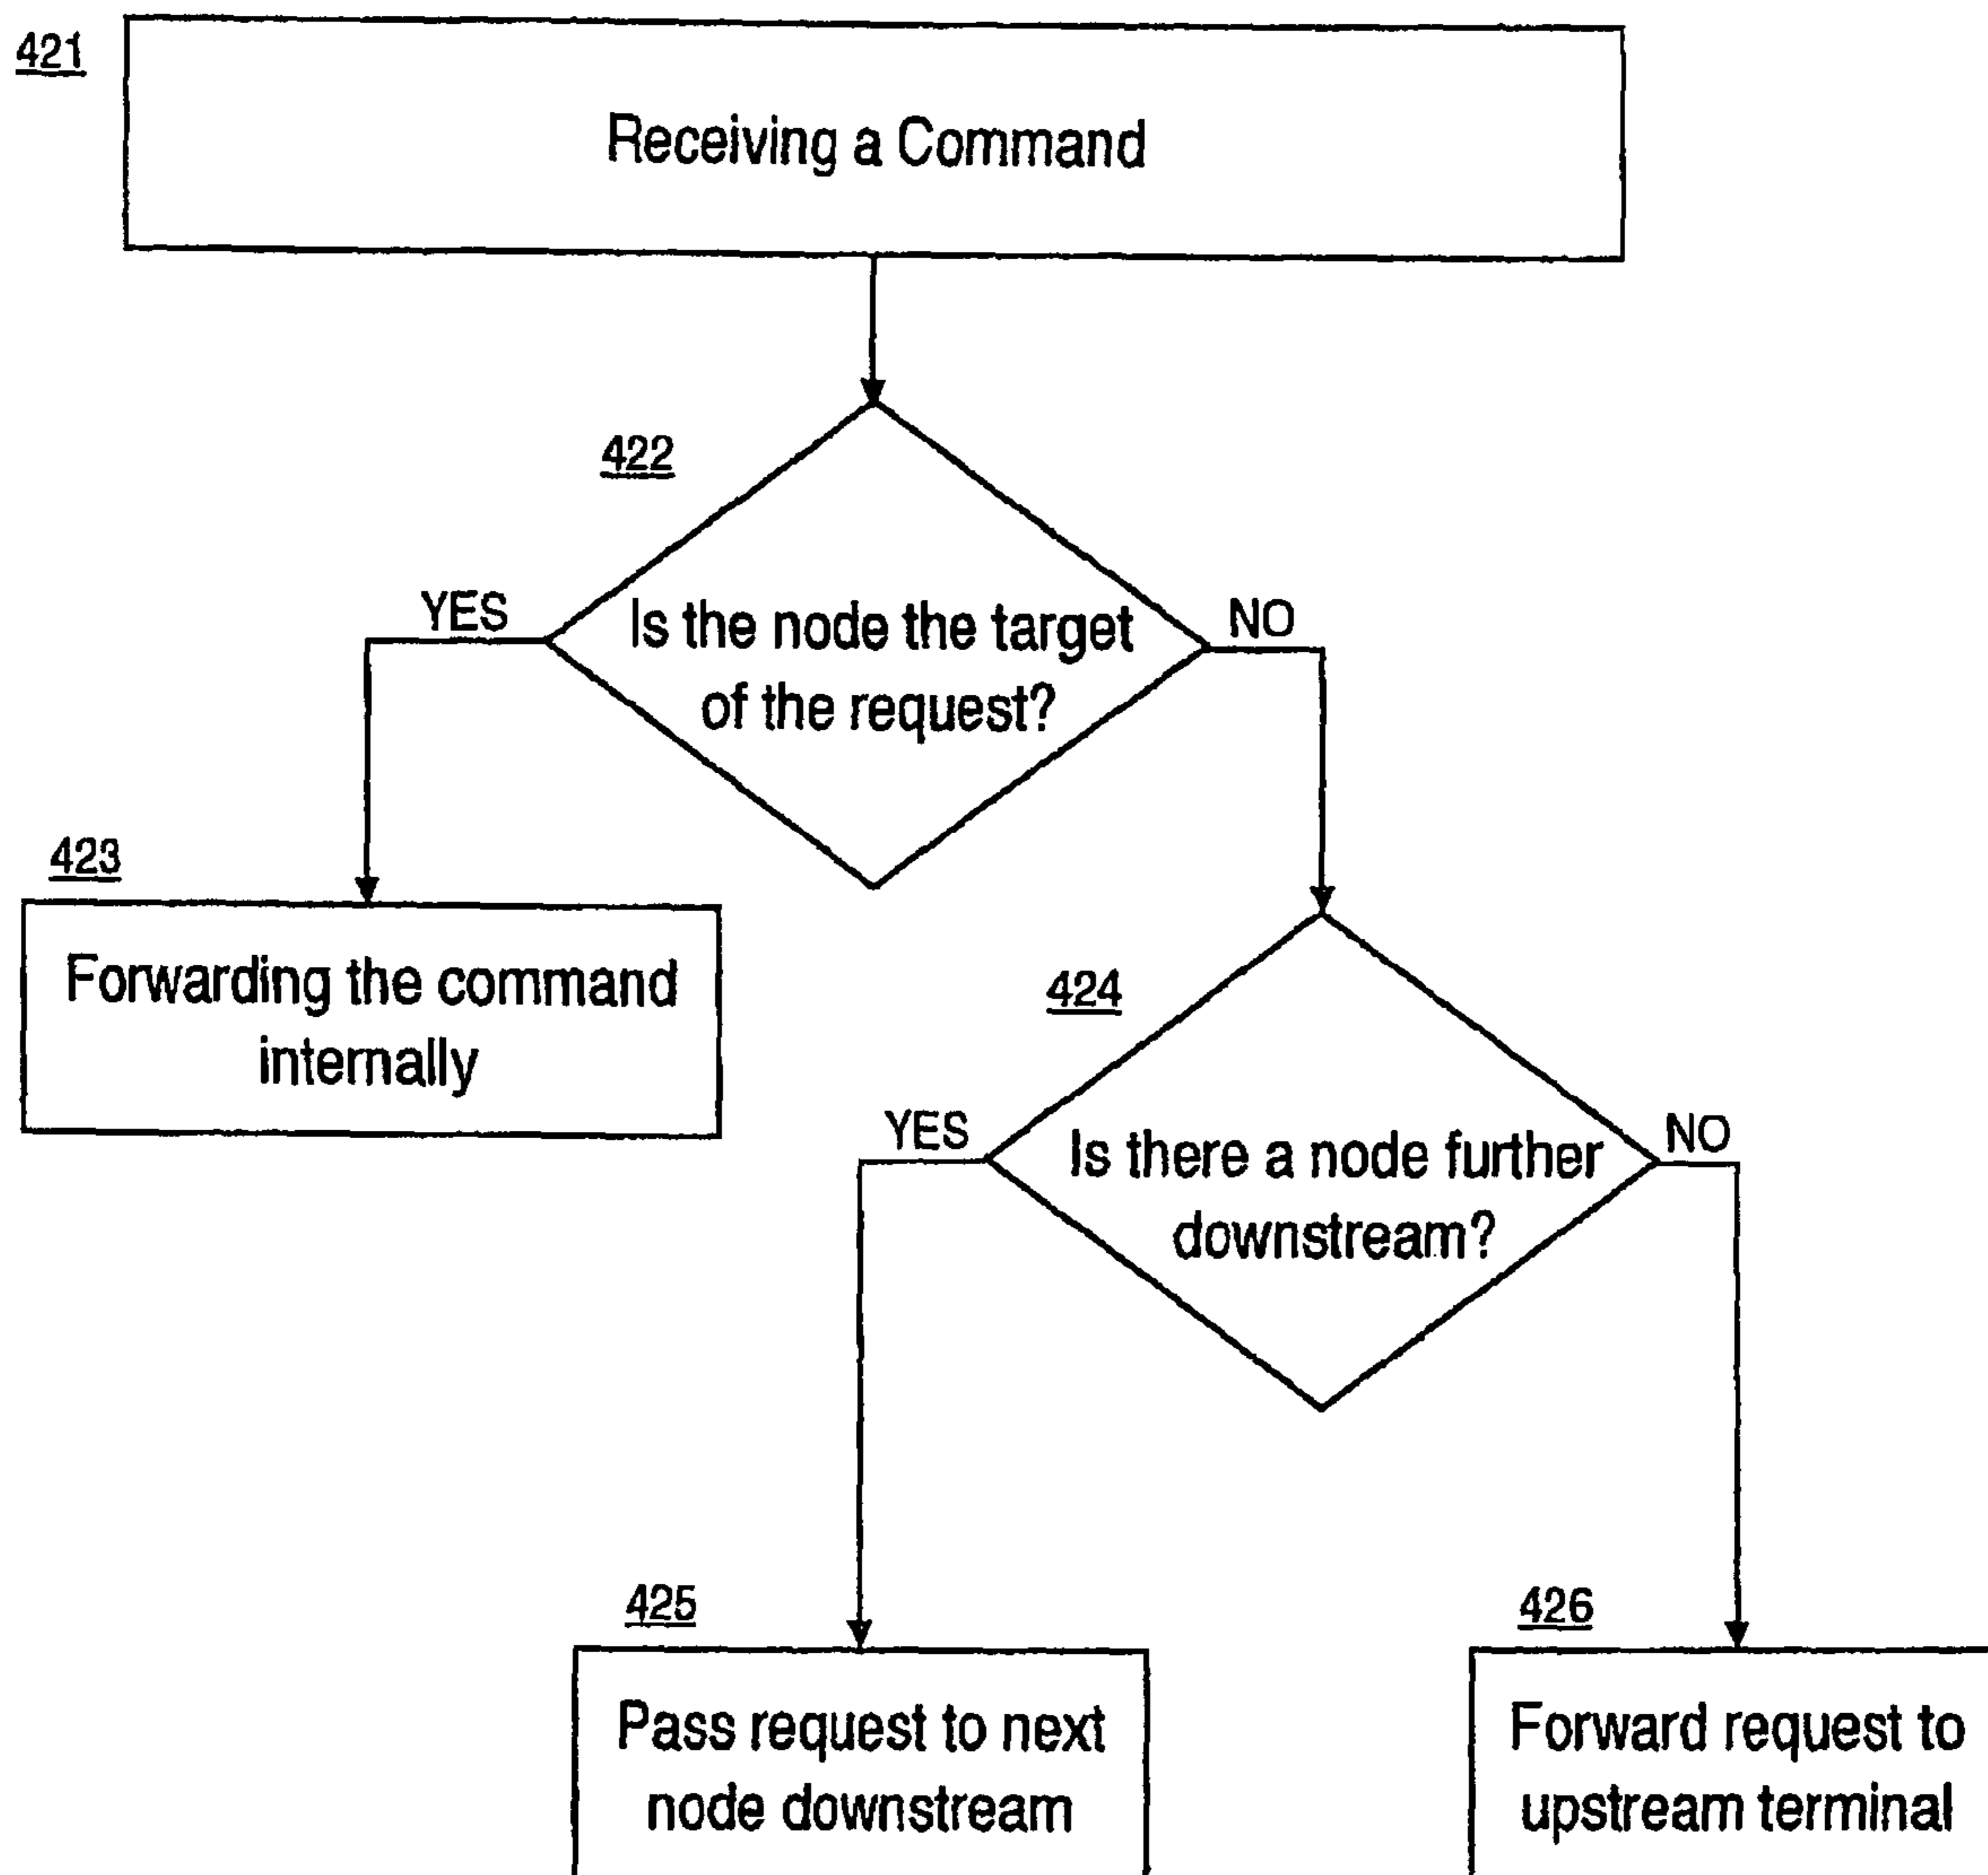 421
Receiving a Command
422
YES
NO
Is the node the target
of the request?
423
Forwarding the command
internally
424
YES
NO
Is there a node further
downstream?
425
Pass request to next
node downstream
426
Forward request to
upstream terminal